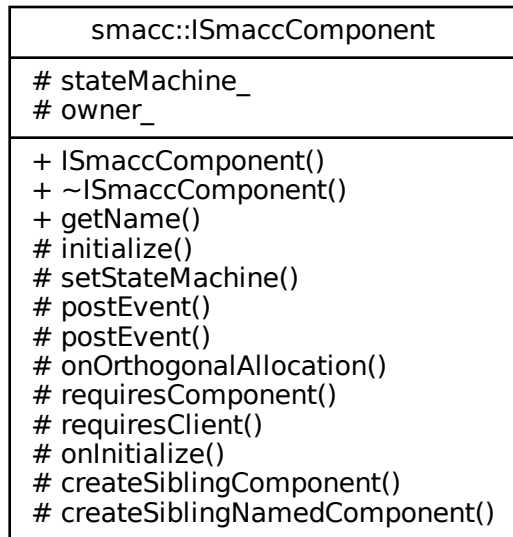 smacc::ISmaccComponent
# stateMachine_
# owner_
+ ISmaccComponent()
+ ~ISmaccComponent()
+ getName()
# initialize()
# setStateMachine()
# postEvent()
# postEvent()
# onOrthogonalAllocation()
# requiresComponent()
# requiresClient()
# onInitialize()
# createSiblingComponent()
# createSiblingNamedComponent()